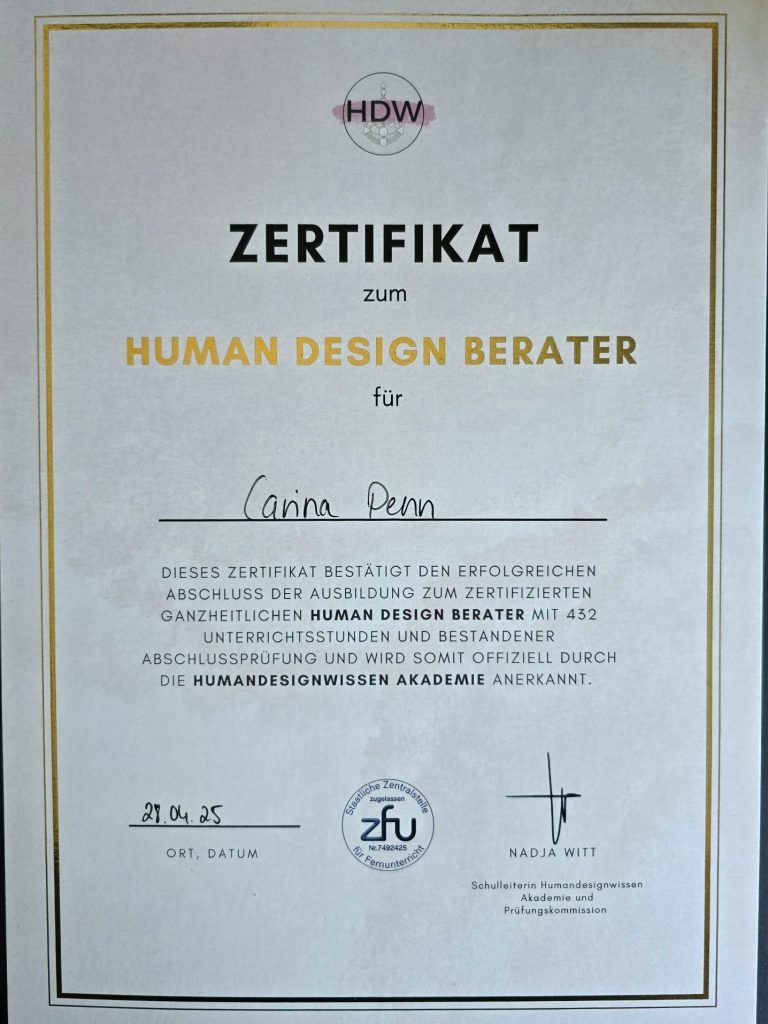 HDW
ZERTIFIKAT
zum
HUMAN DESIGN BERATER
für
Carina Penn
DIESES ZERTIFIKAT BESTÄTIGT DEN ERFOLGREICHEN
ABSCHLUSS DER AUSBILDUNG ZUM ZERTIFIZIERTEN
GANZHEITLICHEN HUMAN DESIGN BERATER MIT 432
UNTERRICHTSSTUNDEN UND BESTANDENER
ABSCHLUSSPRÜFUNG UND WIRD SOMIT OFFIZIELL DURCH
DIE HUMANDESIGNWISSEN AKADEMIE ANERKANNT.
04.25
ORT, DATUM
Staatliche Zentralstelle
zugelassen
zfu
Nr.7492425
für Fernunterricht
NADJA WITT
Schulleiterin Humandesignwissen
Akademie und
Prüfungskommission